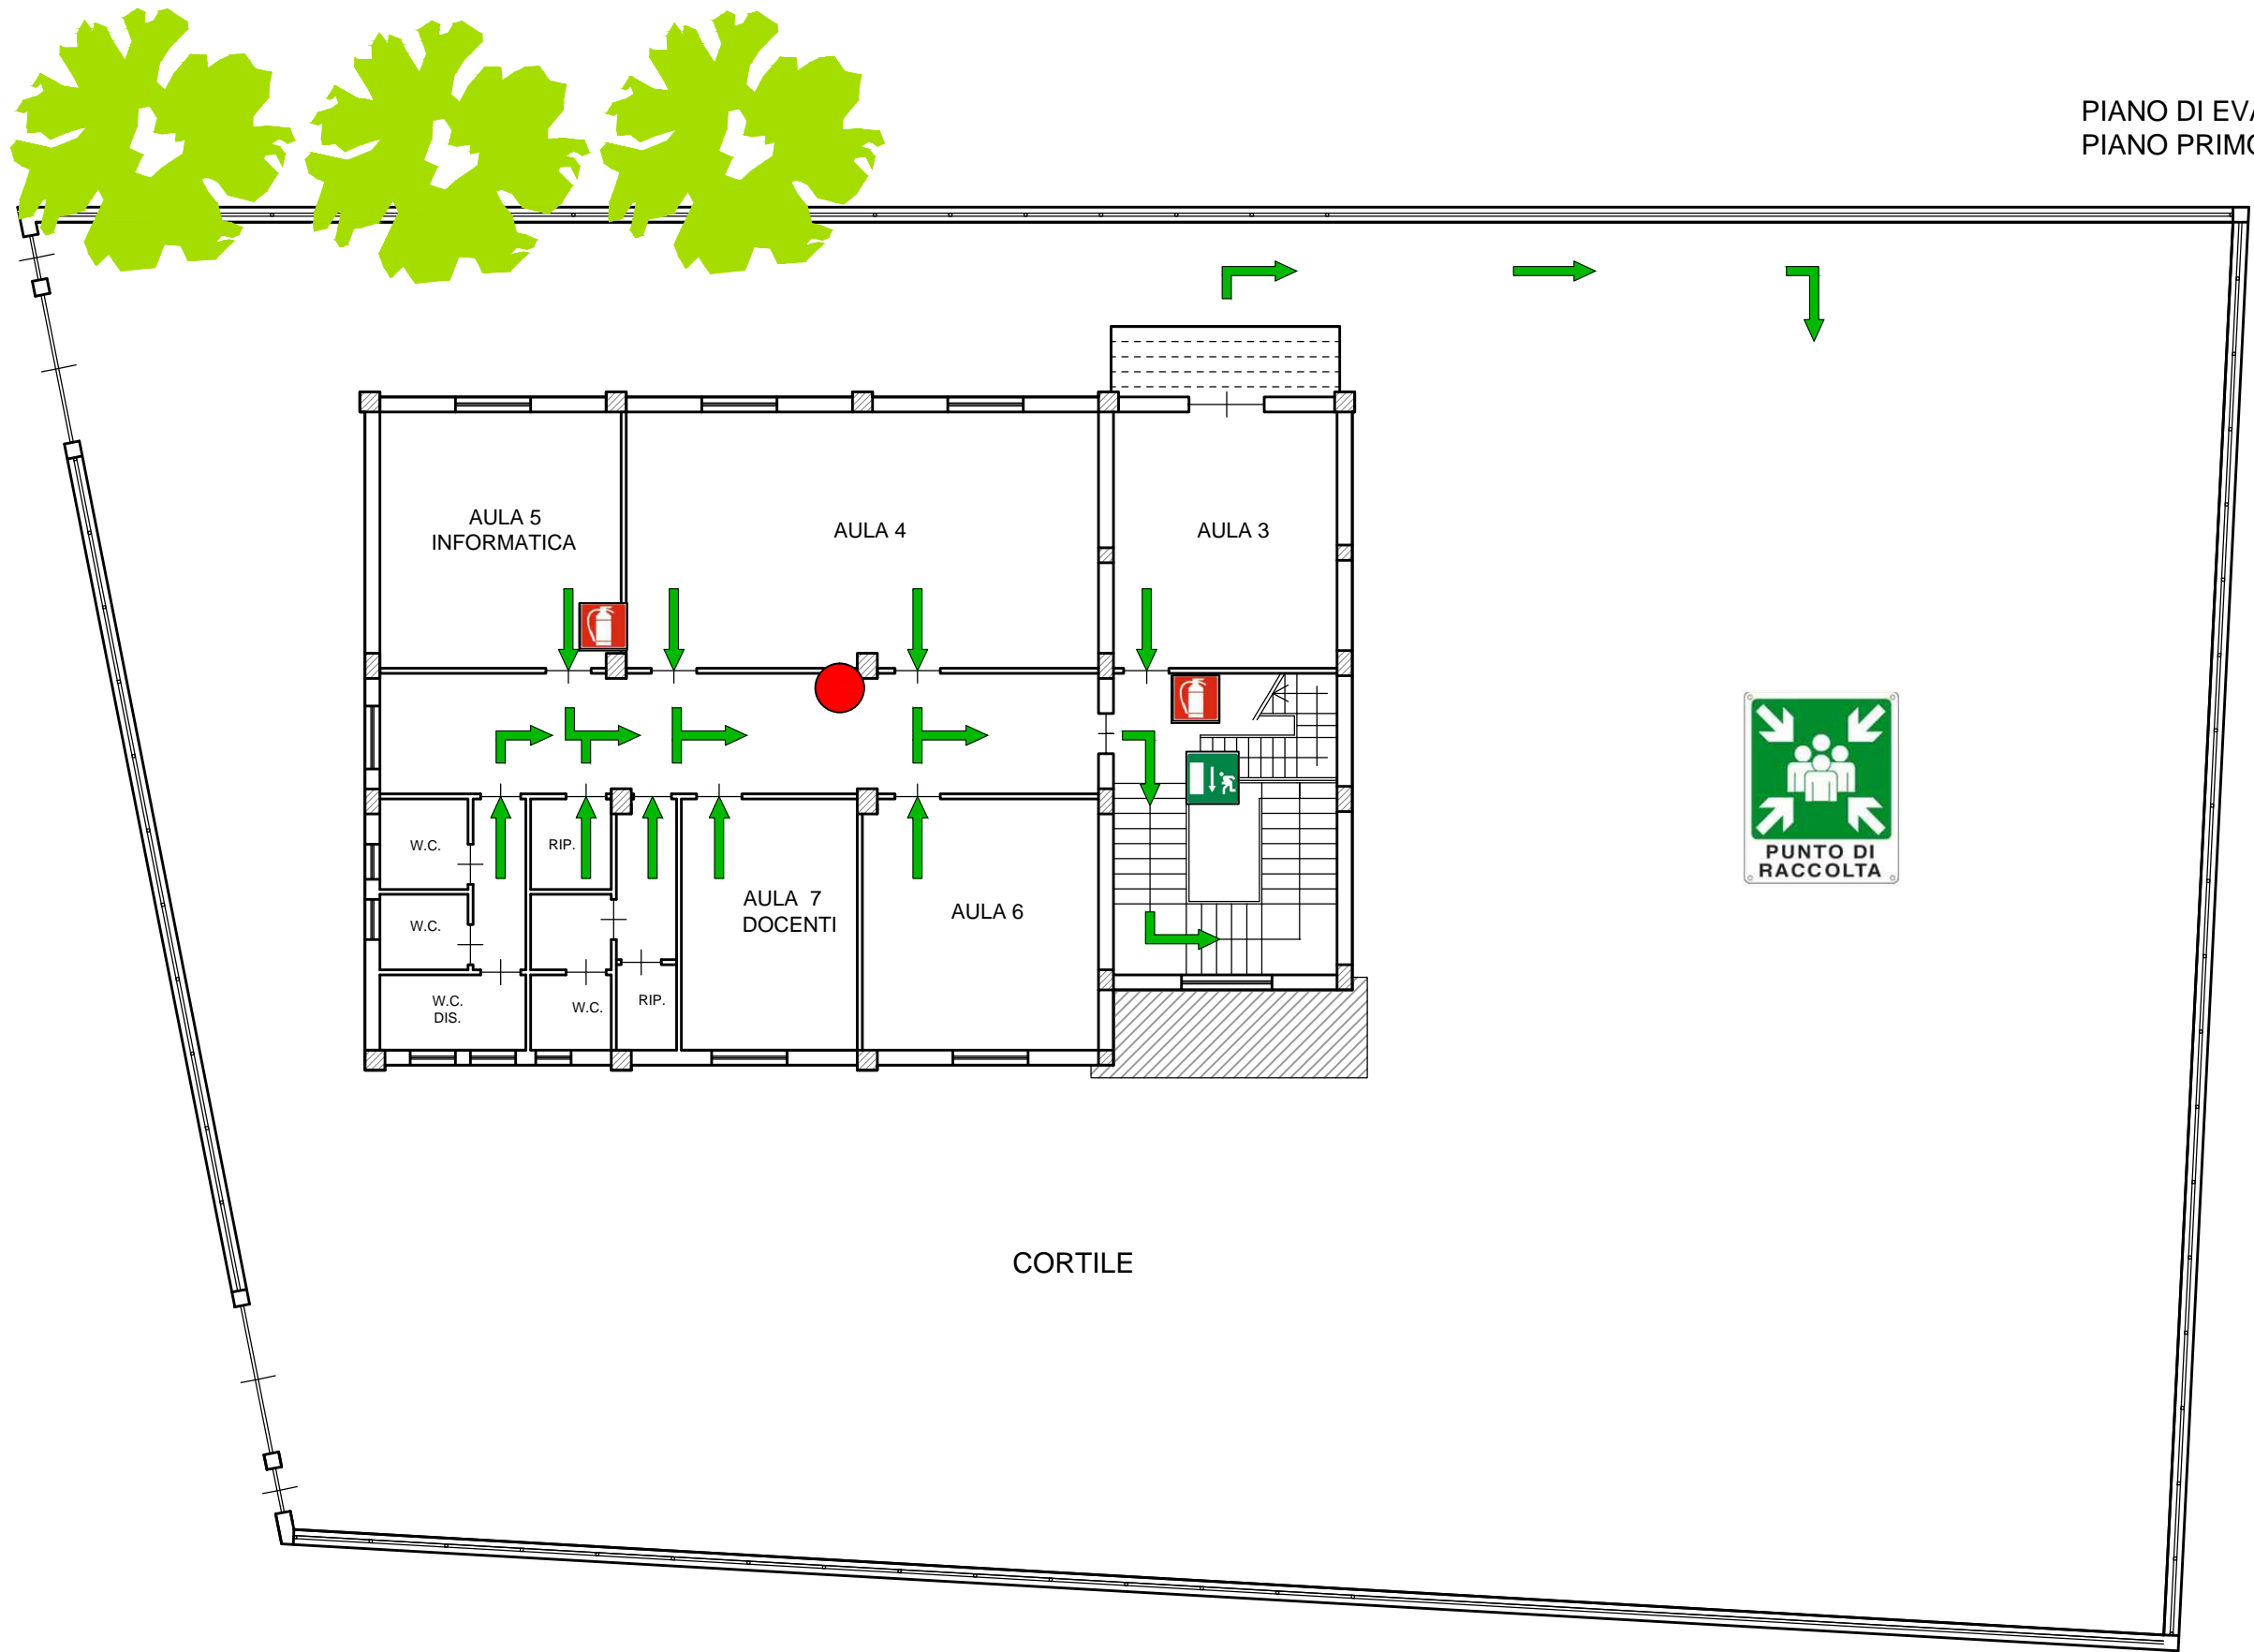 PIANO DI EVA
PIANO PRIMO
AULA 5
INFORMATICA
AULA 4
AULA 3
W.C.
RIP.
W.C.
AULA 7
DOCENTI
AULA 6
W.C.
DIS.
W.C.
RIP.
PUNTO DI
RACCOLTA
CORTILE